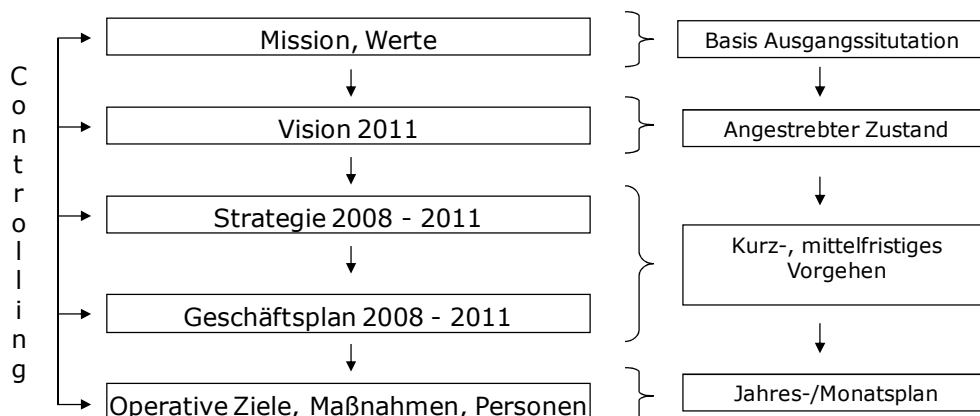 Controlling
Mission, Werte
Basis Ausgangssitutation
Vision 2011
Angestrebter Zustand
Strategie 2008 - 2011
Kurz-, mittelfristiges
Vorgehen
Geschäftsplan 2008 - 2011
Operative Ziele, Maßnahmen, Personen
Jahres-/Monatsplan